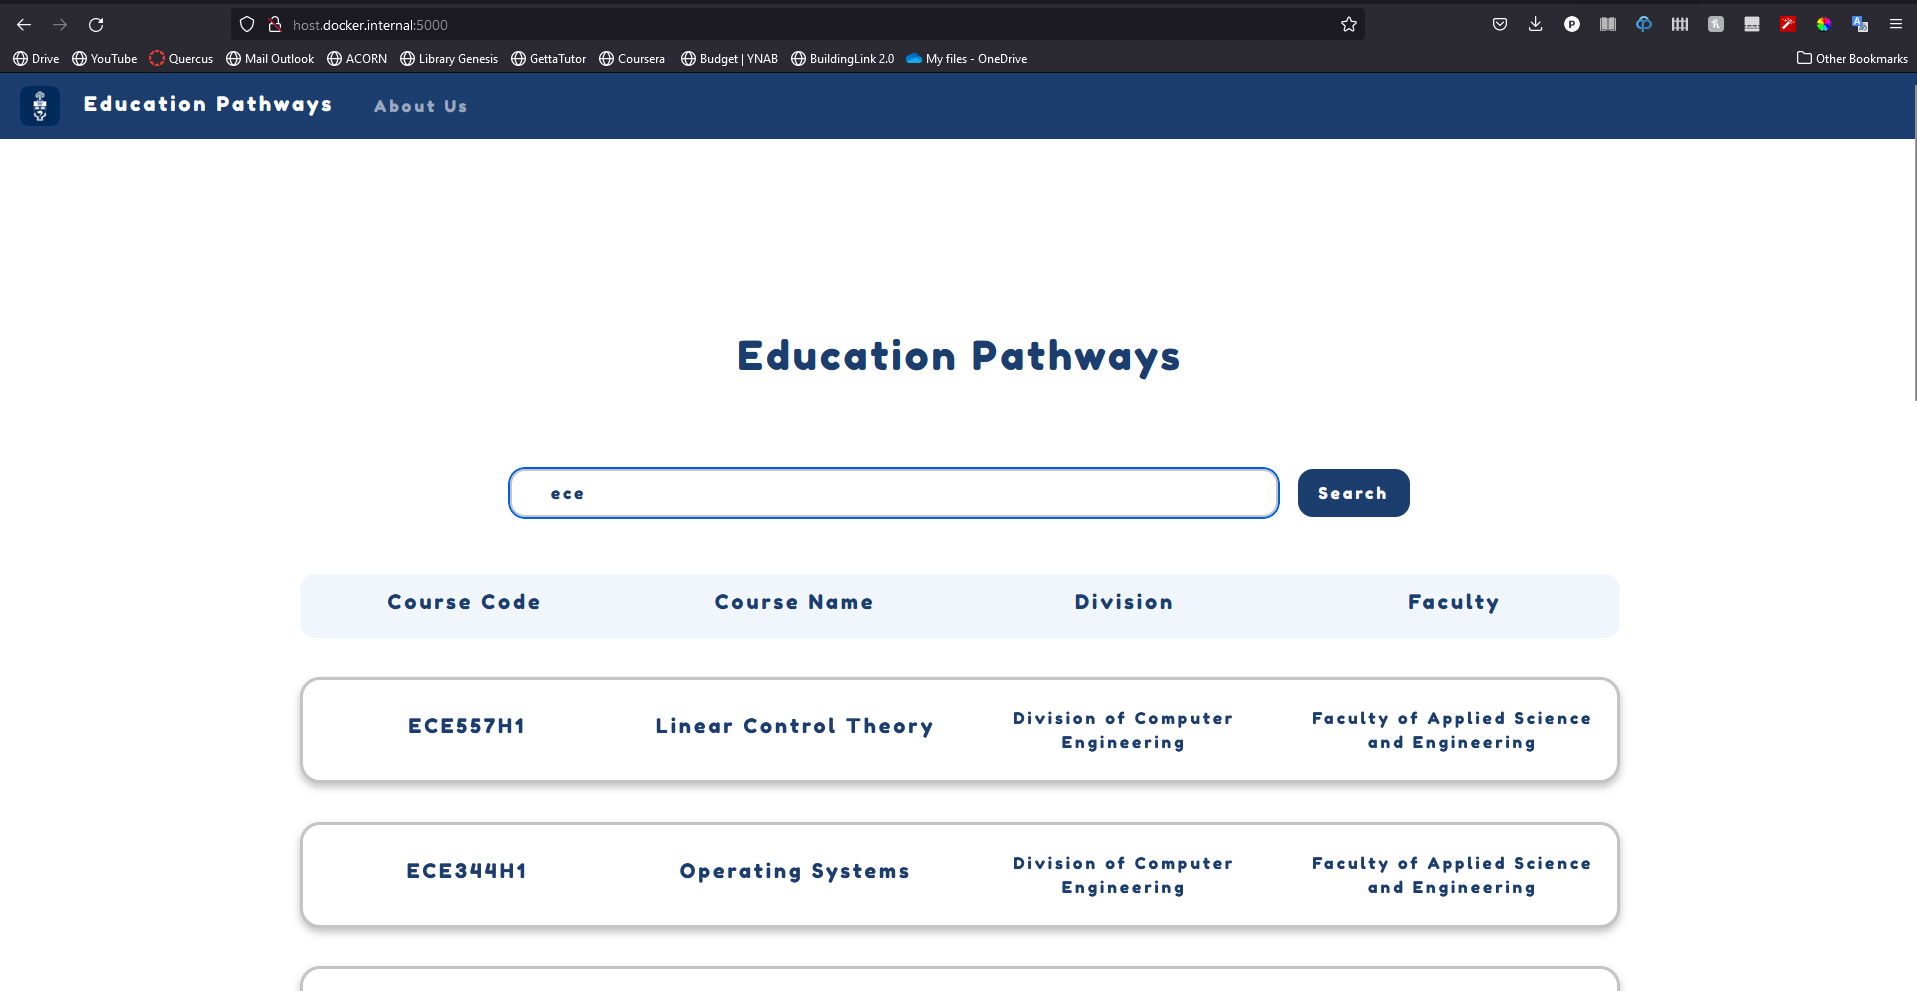 host.docker.internal:5000
Drive YouTube Quercus Mail Outlook ACORN Library Genesis GettaTutor Coursera Budget | YNAB BuildingLink 2.0 My files - OneDrive Other Bookmarks
Education Pathways About Us
Education Pathways
ece Search
Course Code Course Name Division Faculty
ECE557H1 Linear Control Theory Division of Computer Engineering Faculty of Applied Science and Engineering
ECE344H1 Operating Systems Division of Computer Engineering Faculty of Applied Science and Engineering